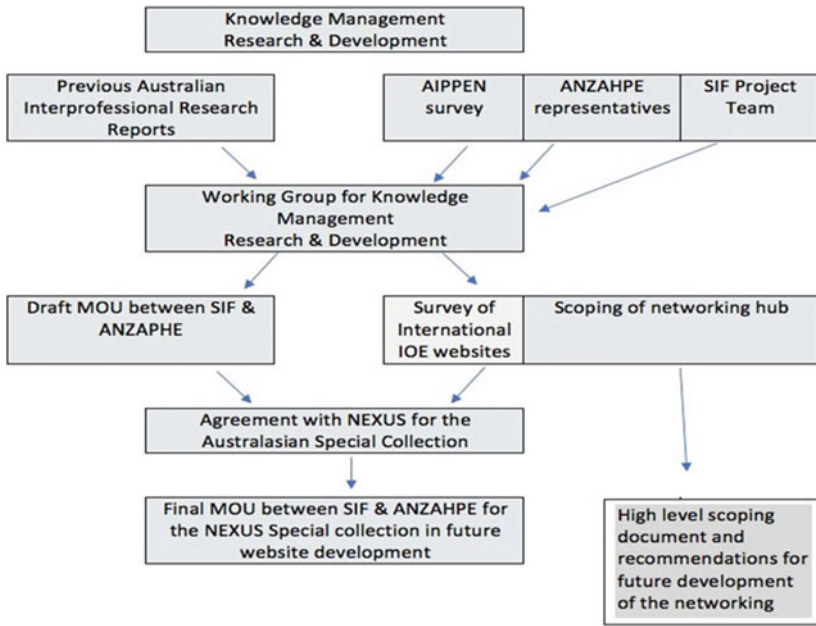 Knowledge Management
Research & Development
Previous Australian
Interprofessional Research
Reports
AIPPEN
survey
ANZAHPE
representatives
SIF Project
Team
Working Group for Knowledge
Management
Research & Development
Draft MOU between SIF &
ANZAPHE
Survey of
International
IOE websites
Scoping of networking hub
Agreement with NEXUS for the
Australasian Special Collection
Final MOU between SIF & ANZAHPE for
the NEXUS Special collection in future
website development
High level scoping
document and
recommendations for
future development
of the networking